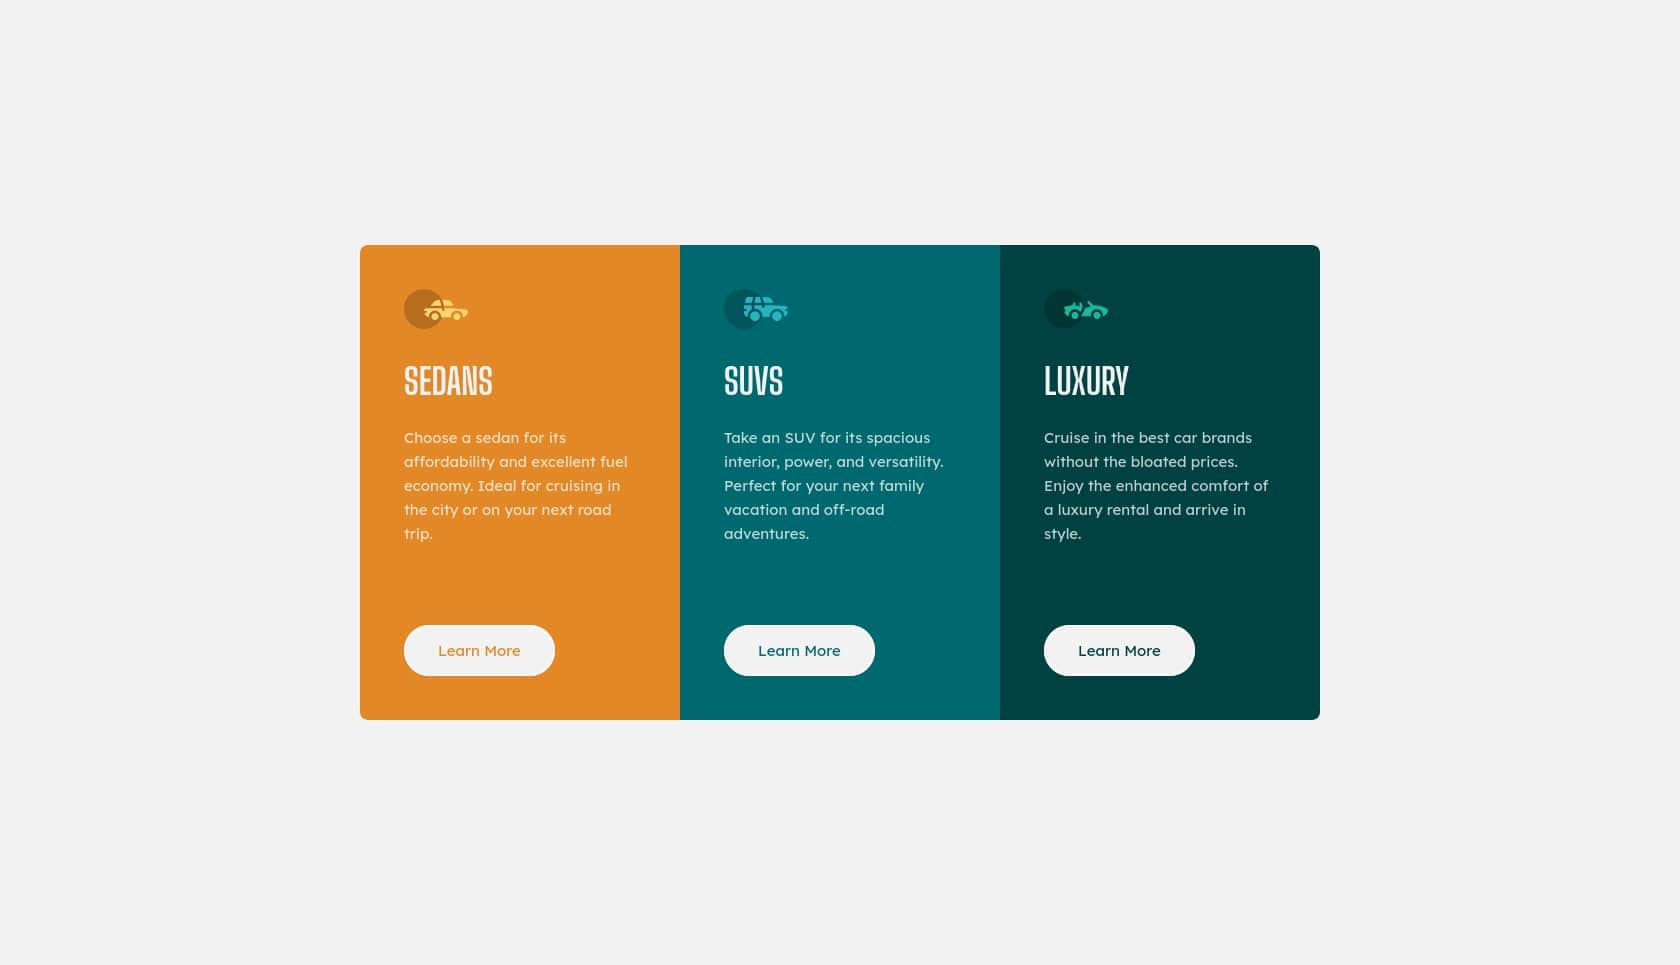 SEDANS
Choose a sedan for its
affordability and excellent fuel
economy. Ideal for cruising in
the city or on your next road
trip.
Learn More
SUVS
Take an SUV for its spacious
interior, power, and versatility.
Perfect for your next family
vacation and off-road
adventures.
Learn More
LUXURY
Cruise in the best car brands
without the bloated prices.
Enjoy the enhanced comfort of
a luxury rental and arrive in
style.
Learn More